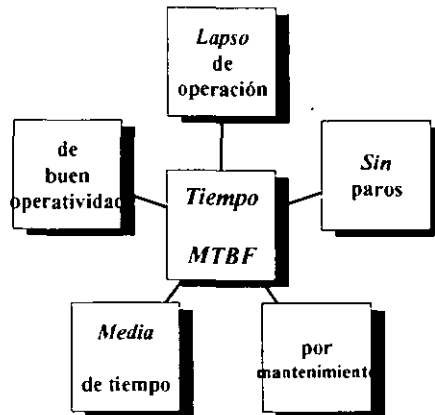 Lapso
de
operación
de
buen
operatividad
Sin
paros
Tiempo
MTBF
Media
de tiempo
por
mantenimiento